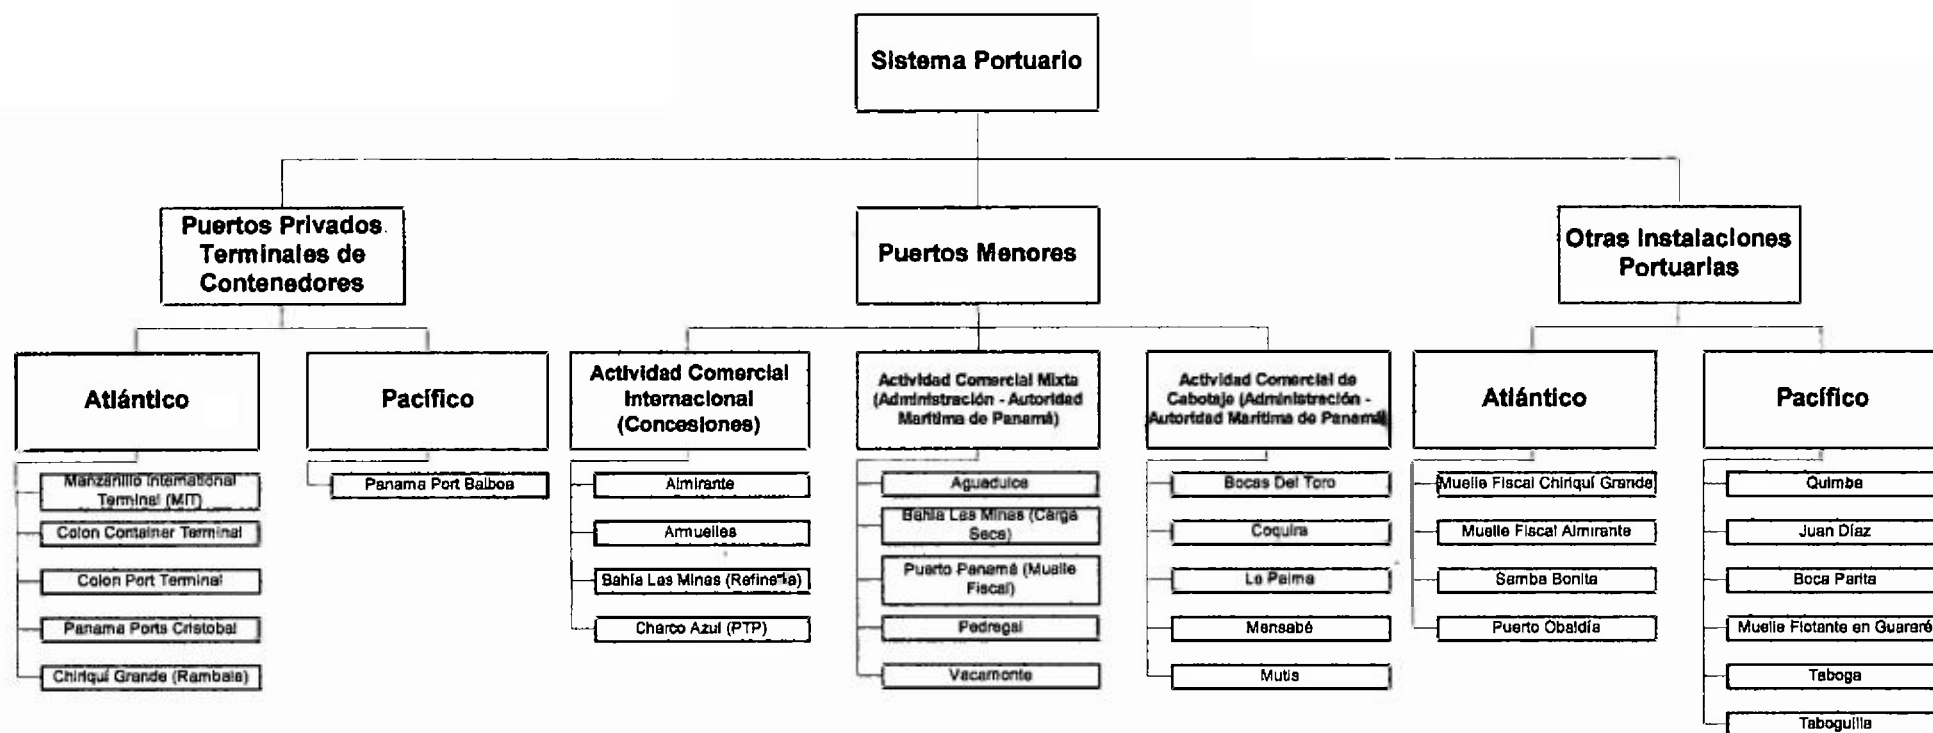 Sistema Portuario
Puertos Privados.
Terminales de
Contenedores
Puertos Menores
Otras Instalaciones
Portuarias
Atlántico
Pacífico
Actividad Comercial
Internacional
(Concesiones)
Actividad Comercial Mixta
(Administración - Autoridad
Marítima de Panamá)
Actividad Comercial de
Cabotaje (Administración -
Autoridad Marítima de Panamá)
Atlántico
Pacífico
Manzanillo International
Terminal (MIT)
Colon Container Terminal
Colon Port Terminal
Panama Ports Cristobal
Chiriquí Grande (Rambala)
Panama Port Balboa
Almirante
Armuelles
Bahía Las Minas (Refinería)
Charco Azul (PTP)
Aguadulce
Bahía Las Minas (Carga
Seca)
Puerto Panamá (Muelle
Fiscal)
Pedregal
Vacamonte
Bocas Del Toro
Coquira
La Palma
Mensabé
Mutis
Muelle Fiscal Chiriquí Grande
Muelle Fiscal Almirante
Samba Bonita
Puerto Obaldía
Quimba
Juan Díaz
Boca Parita
Muelle Flotante en Guararé
Taboga
Taboguilla